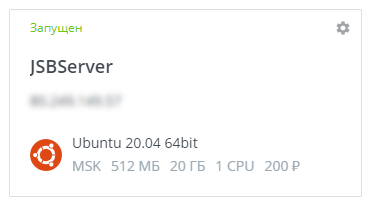 Запущен
JSBServer
Ubuntu 20.04 64bit
MSK 512 МБ 20 ГБ 1 CPU 200 ₽